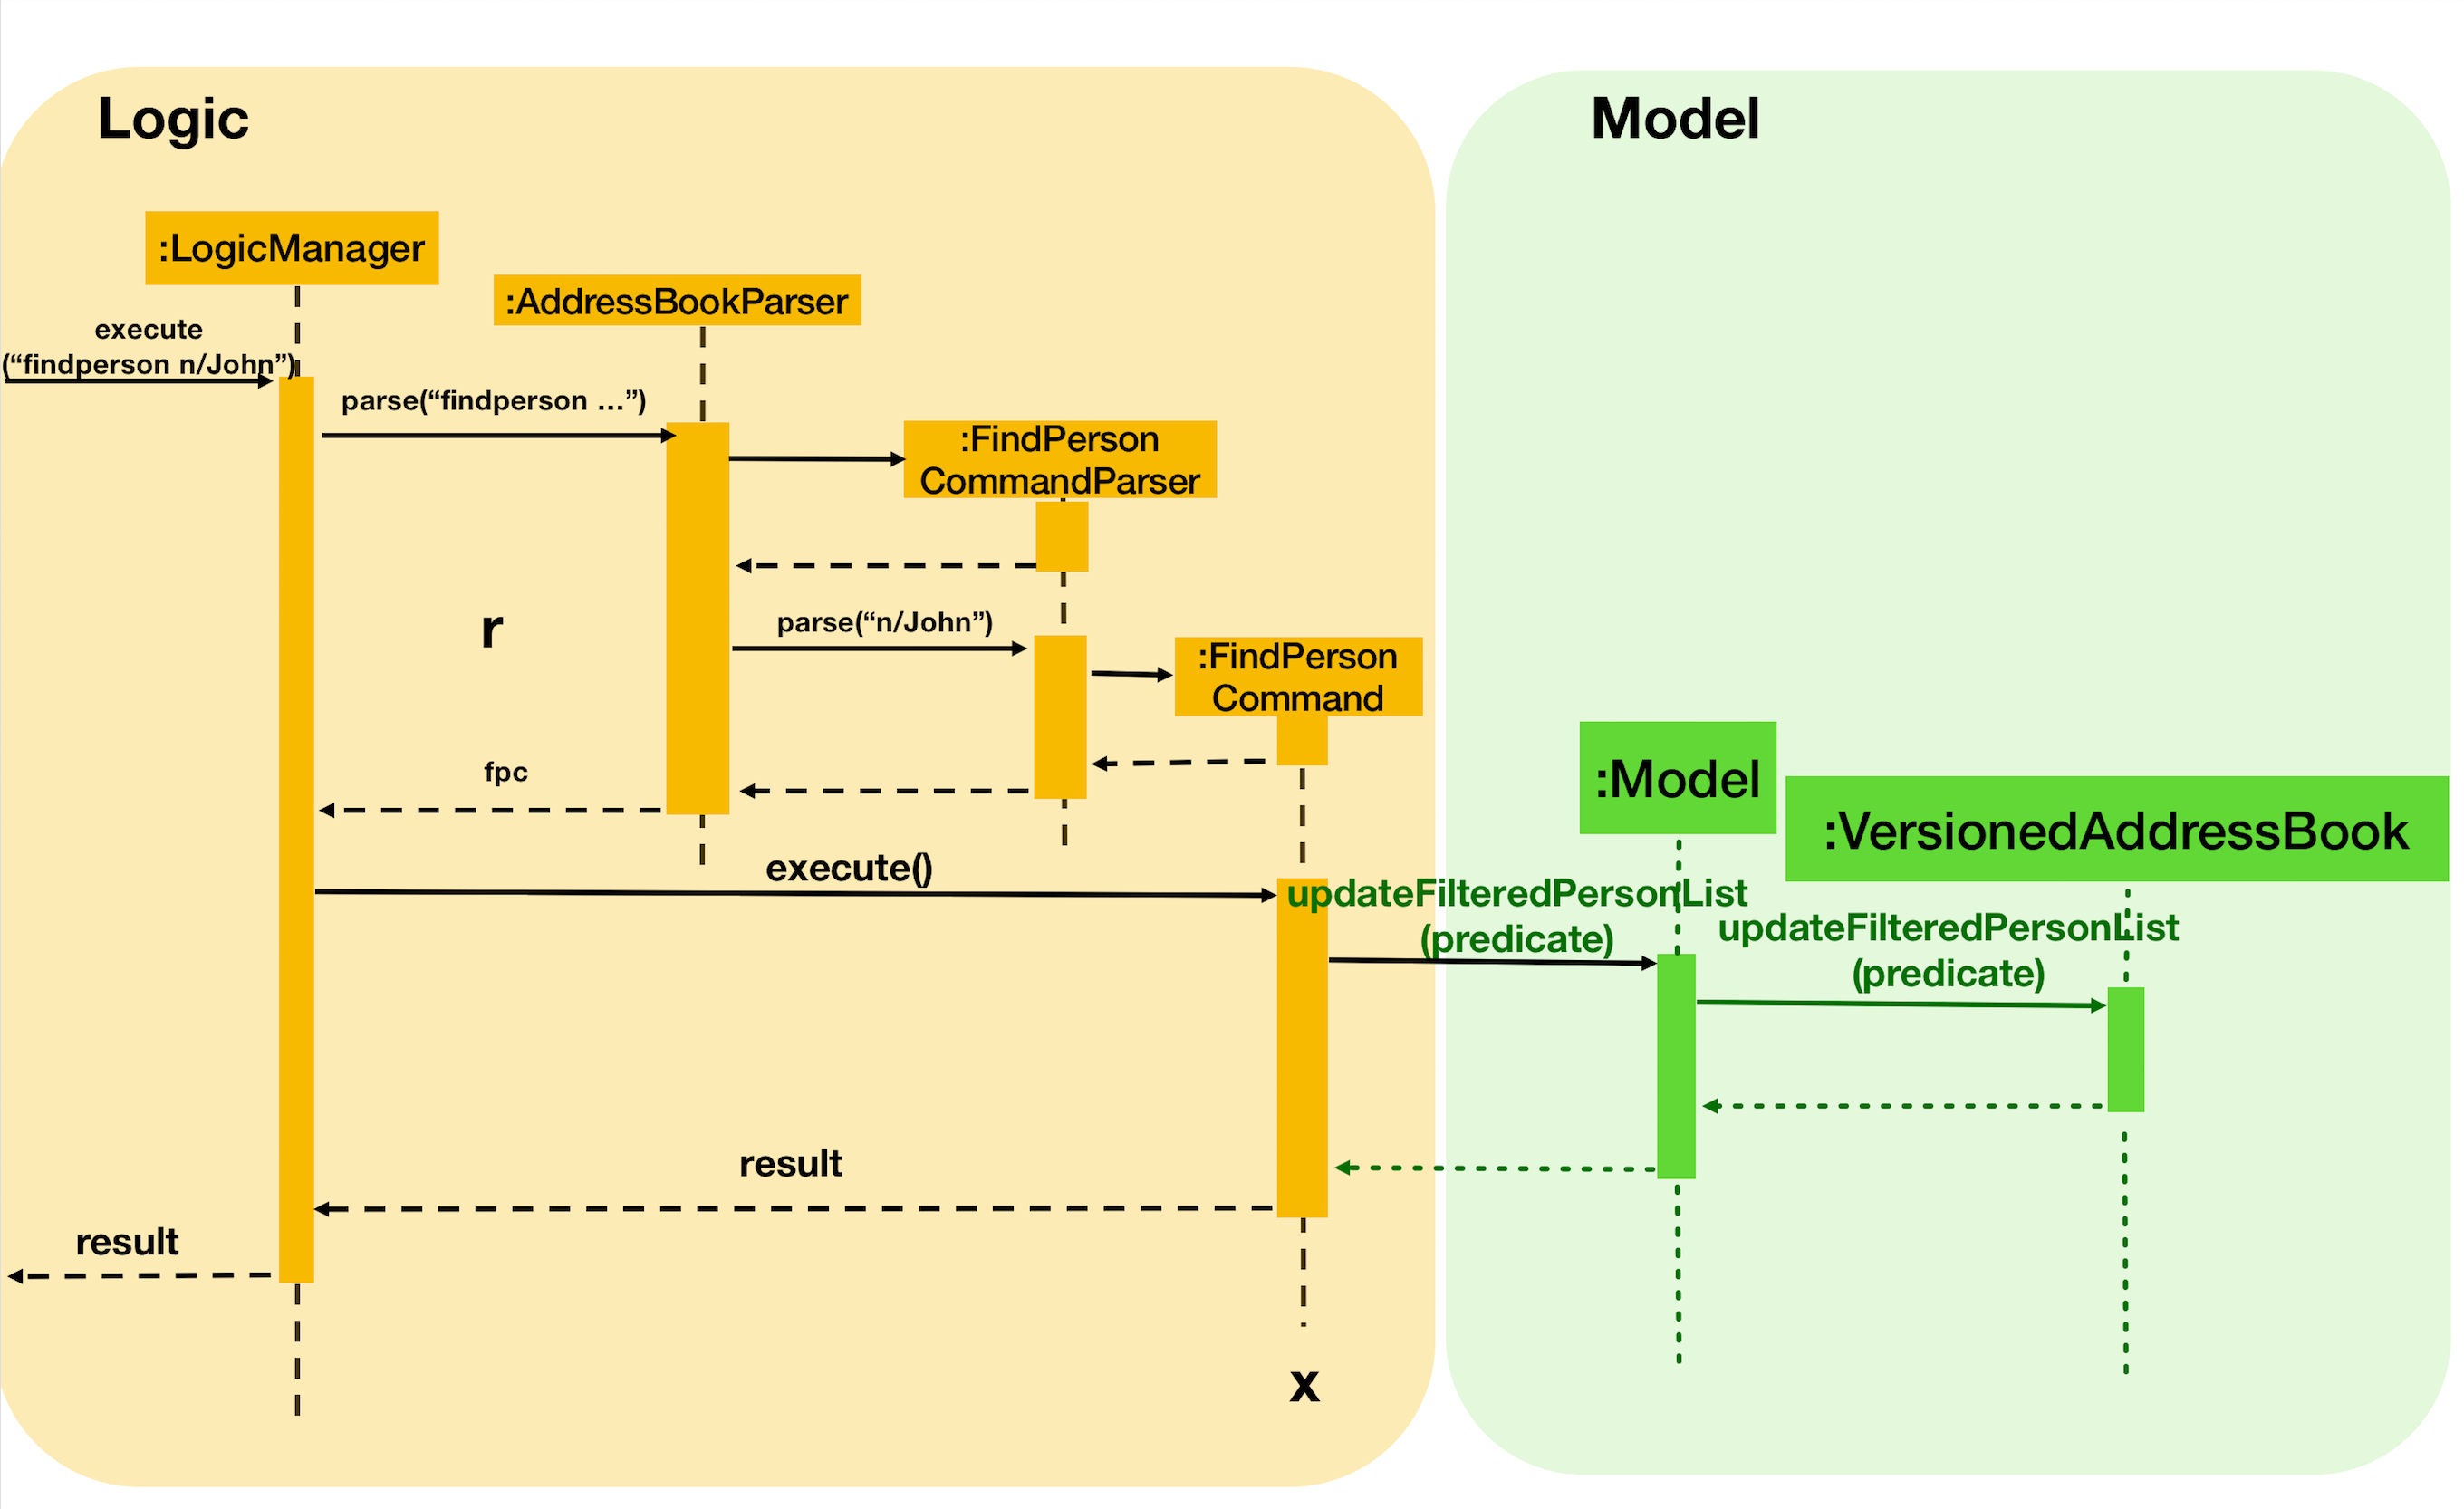 Logic
Model
:LogicManager
:AddressBookParser
execute
(“findperson n/John”)
parse(“findperson ...”)
:FindPerson
CommandParser
r
parse(“n/John”)
:FindPerson
Command
fpc
:Model
:VersionedAddressBook
execute()
updateFilteredPersonList
(predicate)
updateFilteredPersonList
(predicate)
result
result
x